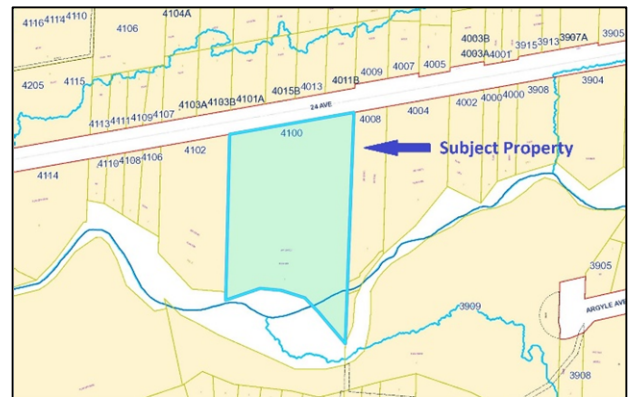 4116 4114 4110
4106
4104A
4205
4115
4113 4111 4109 4107
4103A 4103B 4101A
4015B 4013
4011B
4009
4007
4005
4003B
4003A 4001
3915 3913 3907A
3905
24 AVE
4114
4110 4108 4106
4102
4100
4008
4004
4002 4000 4000 3908
3904
Subject Property
3905
ARGYLE AVE
3909
3908